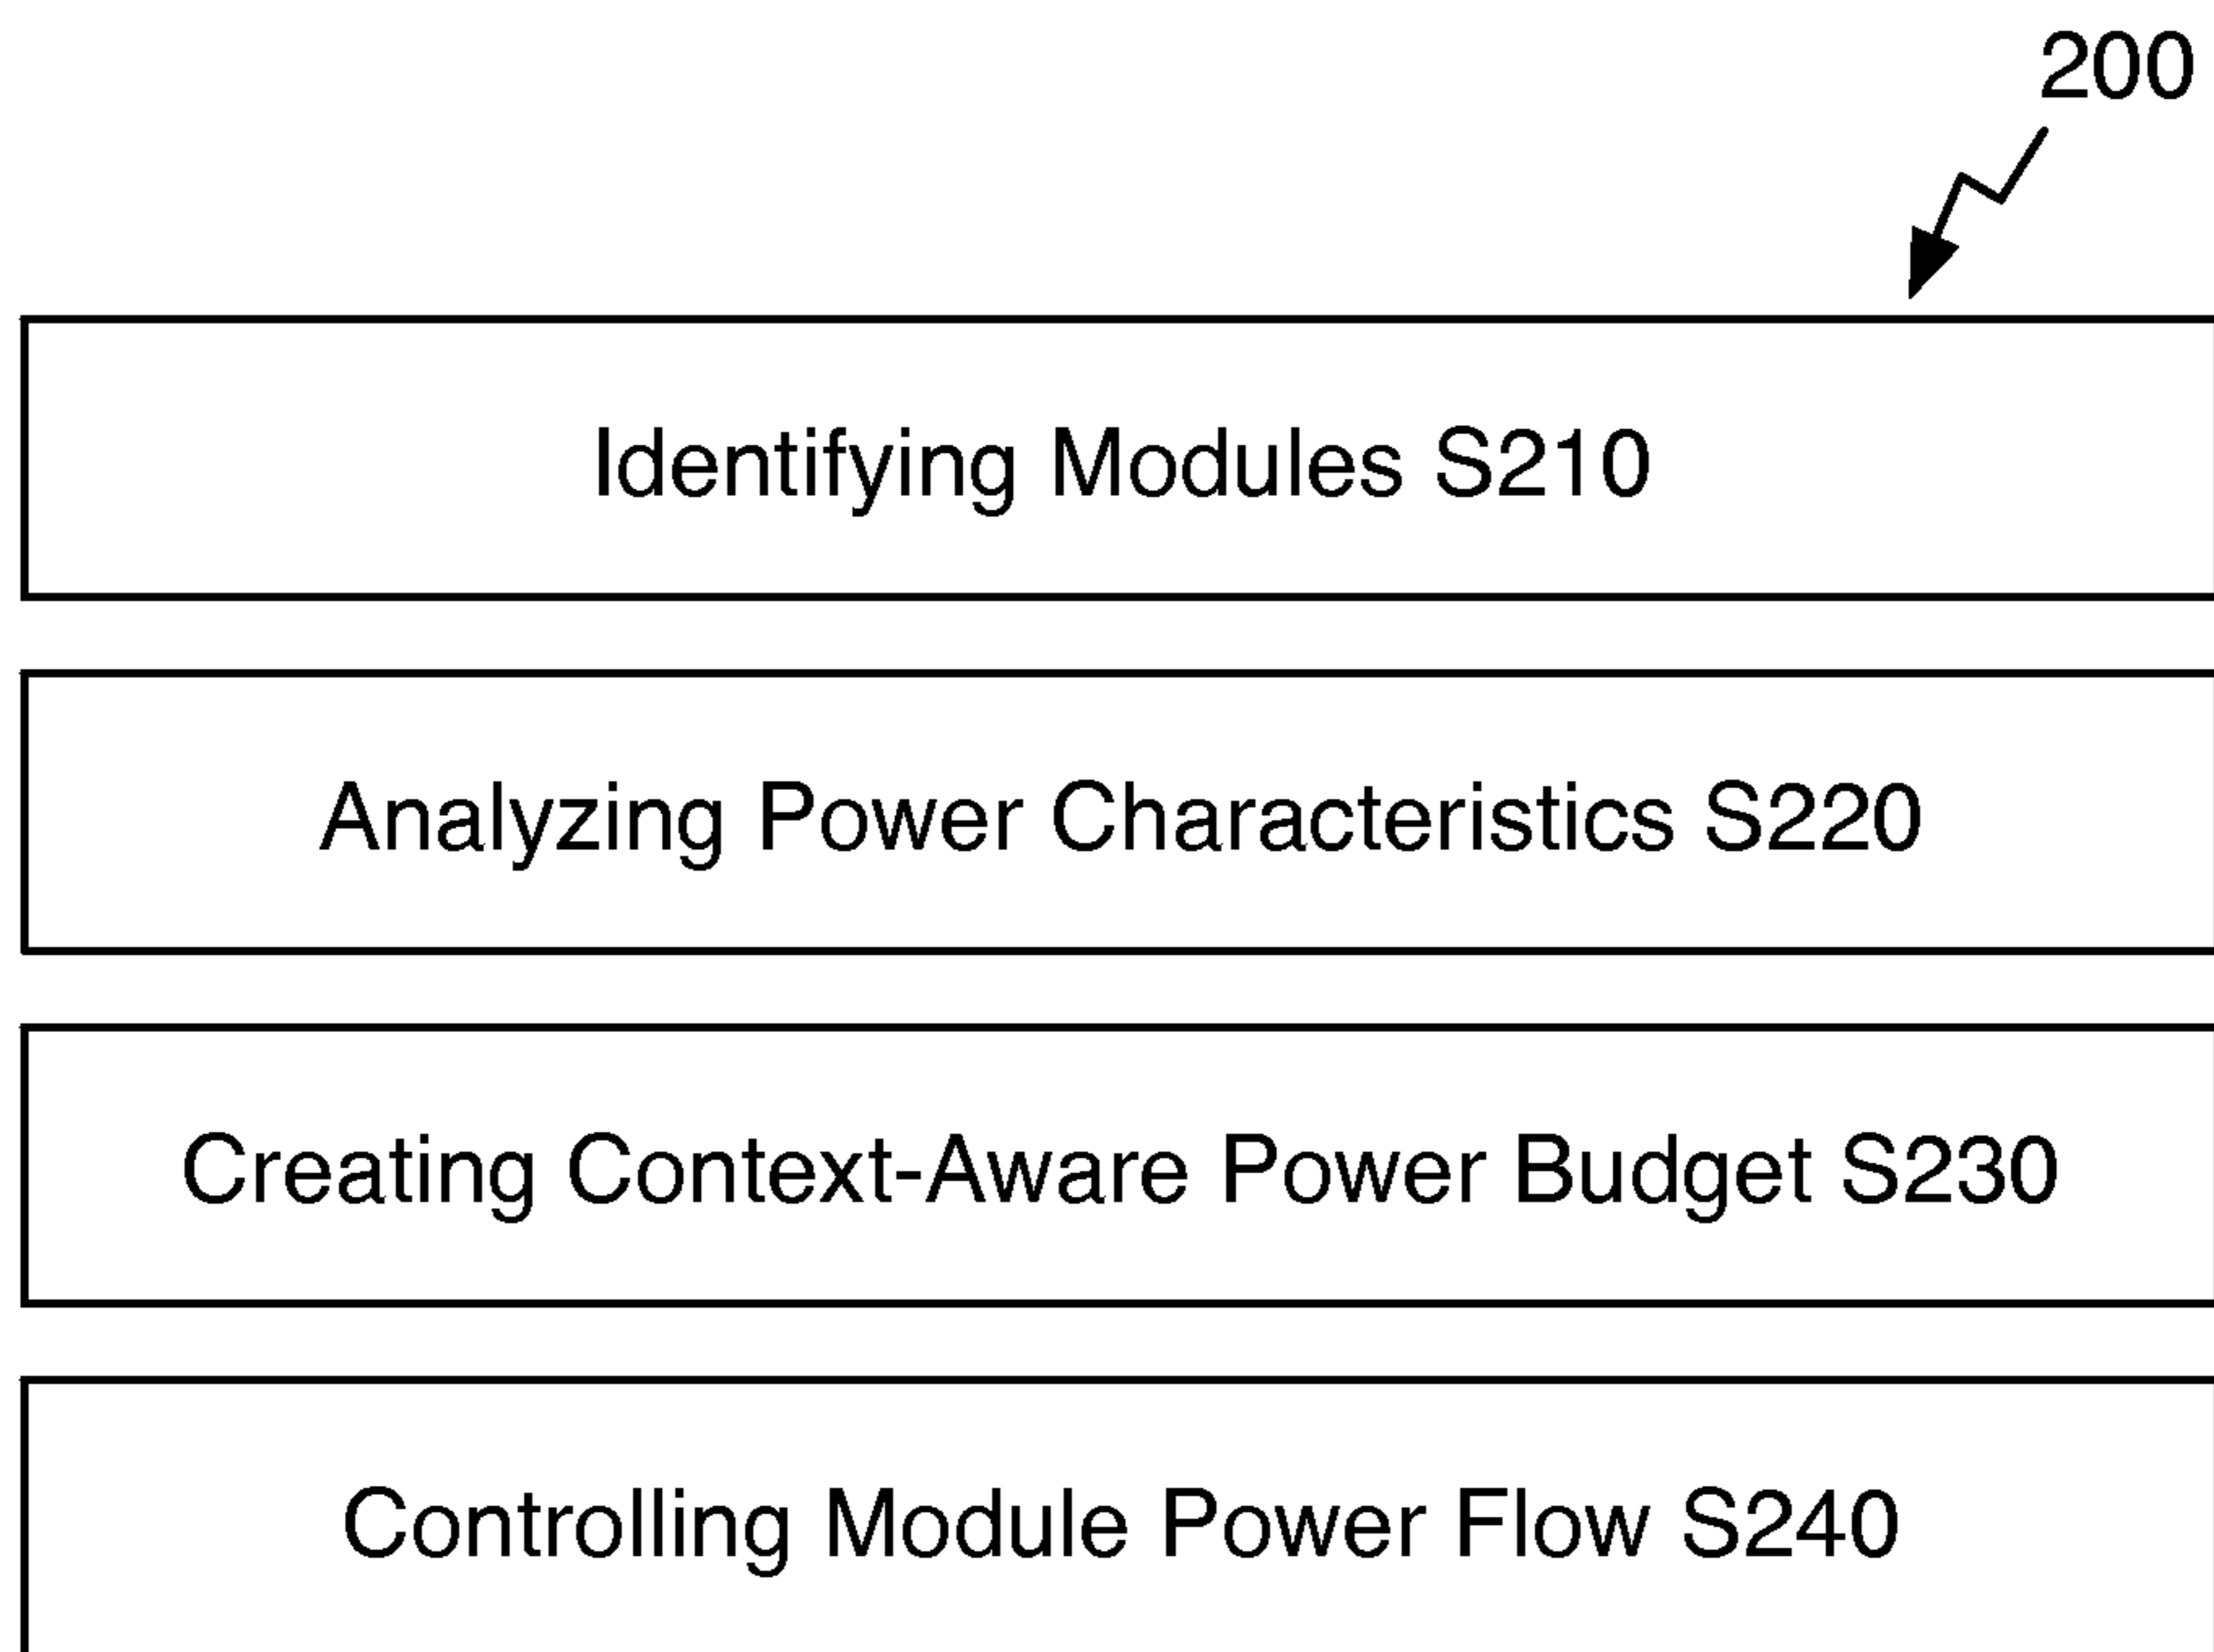 200
Identifying Modules S210
Analyzing Power Characteristics S220
Creating Context-Aware Power Budget S230
Controlling Module Power Flow S240